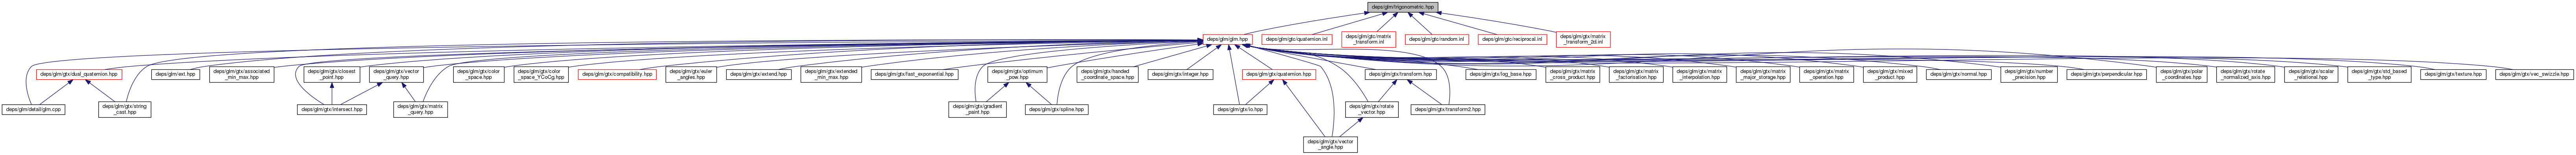 deps/glm/trigonometric.hpp
deps/glm/glm.hpp
deps/glm/gtc/quaternion.inl
deps/glm/gtc/matrix
_transform.inl
deps/glm/gtc/random.inl
deps/glm/gtc/reciprocal.inl
deps/glm/gtx/matrix
_transform_2d.inl
deps/glm/gtx/dual_quaternion.hpp
deps/glm/ext.hpp
deps/glm/gtx/associated
_min_max.hpp
deps/glm/gtx/closest
_point.hpp
deps/glm/gtx/vector
_query.hpp
deps/glm/gtx/color
_space.hpp
deps/glm/gtx/color
_space_YCoCg.hpp
deps/glm/gtx/compatibility.hpp
deps/glm/gtx/euler
_angles.hpp
deps/glm/gtx/extend.hpp
deps/glm/gtx/extended
_min_max.hpp
deps/glm/gtx/fast_exponential.hpp
deps/glm/gtx/optimum
_pow.hpp
deps/glm/gtx/handed
_coordinate_space.hpp
deps/glm/gtx/integer.hpp
deps/glm/gtx/quaternion.hpp
deps/glm/gtx/transform.hpp
deps/glm/gtx/log_base.hpp
deps/glm/gtx/matrix
_cross_product.hpp
deps/glm/gtx/matrix
_factorisation.hpp
deps/glm/gtx/matrix
_interpolation.hpp
deps/glm/gtx/matrix
_major_storage.hpp
deps/glm/gtx/matrix
_operation.hpp
deps/glm/gtx/mixed
_product.hpp
deps/glm/gtx/normal.hpp
deps/glm/gtx/number
_precision.hpp
deps/glm/gtx/perpendicular.hpp
deps/glm/gtx/polar
_coordinates.hpp
deps/glm/gtx/rotate
_normalized_axis.hpp
deps/glm/gtx/scalar
_relational.hpp
deps/glm/gtx/std_based
_type.hpp
deps/glm/gtx/texture.hpp
deps/glm/gtx/vec_swizzle.hpp
deps/glm/detail/glm.cpp
deps/glm/gtx/string
_cast.hpp
deps/glm/gtx/intersect.hpp
deps/glm/gtx/matrix
_query.hpp
deps/glm/gtx/gradient
_paint.hpp
deps/glm/gtx/spline.hpp
deps/glm/gtx/io.hpp
deps/glm/gtx/rotate
_vector.hpp
deps/glm/gtx/transform2.hpp
deps/glm/gtx/vector
_angle.hpp